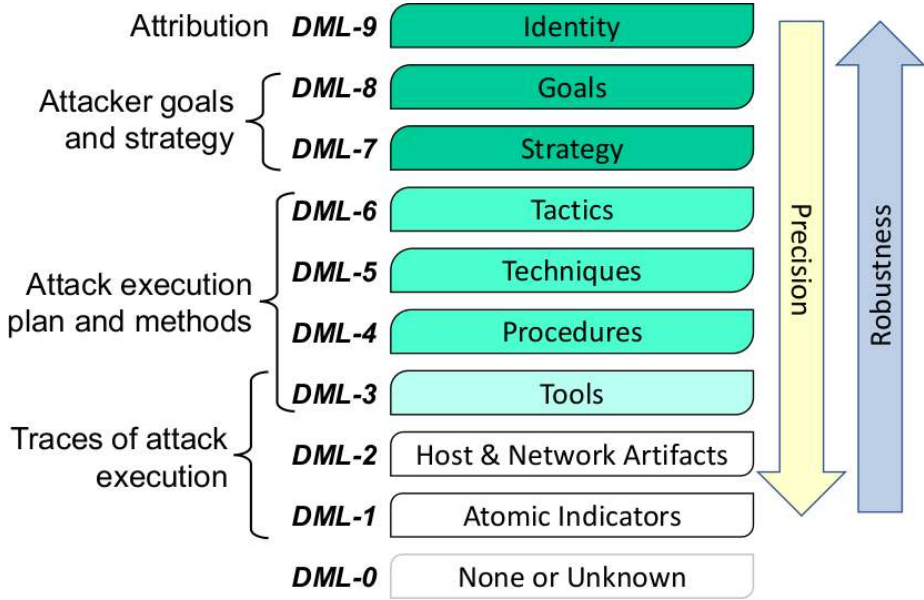 Attribution DML-9 Identity
Attacker goals
and strategy
DML-8 Goals
DML-7 Strategy
Attack execution
plan and methods
DML-6 Tactics
DML-5 Techniques
DML-4 Procedures
Traces of attack
execution
DML-3 Tools
DML-2 Host & Network Artifacts
DML-1 Atomic Indicators
DML-0 None or Unknown
Precision
Robustness